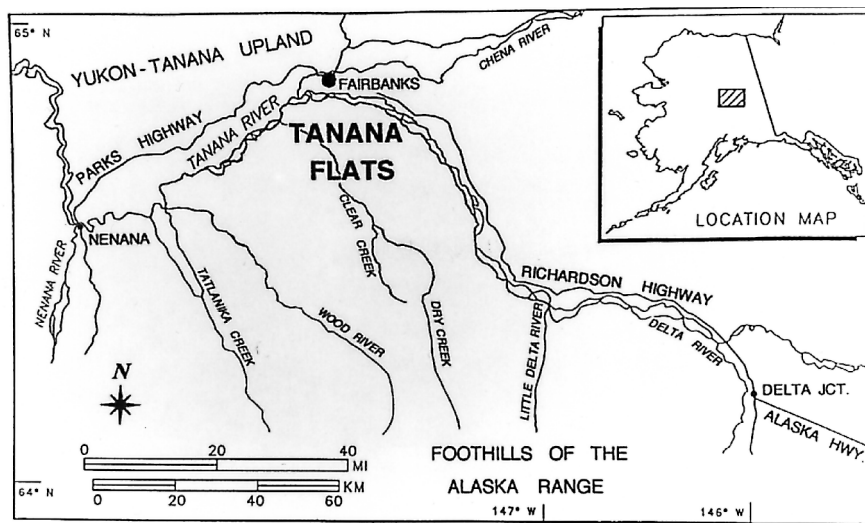 65° N
YUKON-TANANA UPLAND
CHENA RIVER
FAIRBANKS
PARKS HIGHWAY
TANANA RIVER
TANANA
FLATS
LOCATION MAP
NENANA
NENANA RIVER
TATLANIKA
CREEK
WOOD RIVER
CLEAR
CREEK
DRY CREEK
RICHARDSON HIGHWAY
LITTLE DELTA RIVER
DELTA RIVER
DELTA JCT.
ALASKA HWY.
N
0 20 40
MI
KM
0 20 40 60
FOOTHILLS OF THE
ALASKA RANGE
64° N
147° W
146° W